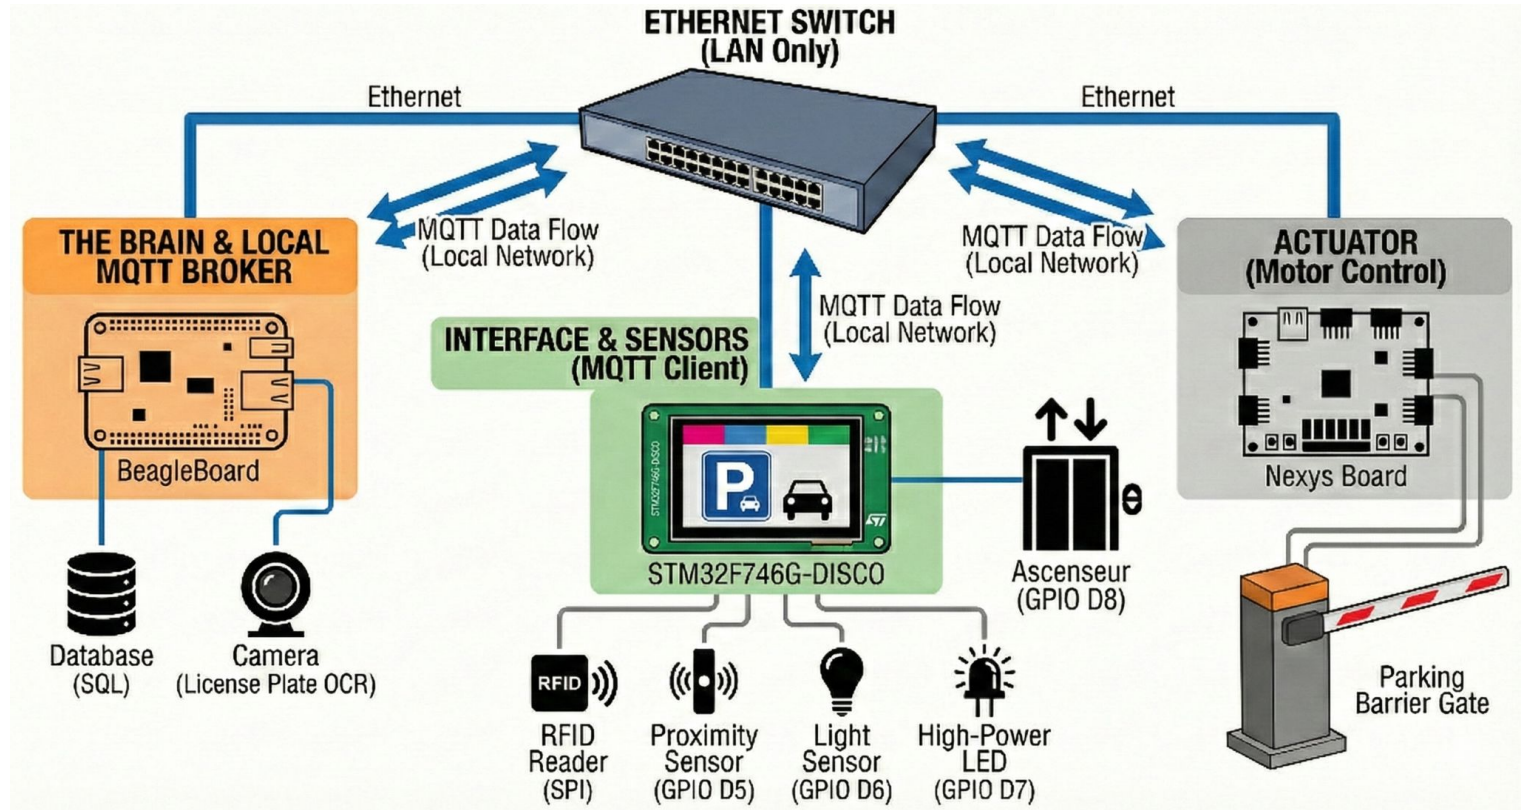 ETHERNET SWITCH
(LAN Only)
Ethernet
Ethernet
MQTT Data Flow
(Local Network)
MQTT Data Flow
(Local Network)
MQTT Data Flow
(Local Network)
THE BRAIN & LOCAL
MQTT BROKER
BeagleBoard
Database
(SQL)
Camera
(License Plate OCR)
INTERFACE & SENSORS
(MQTT Client)
STM32F746G-DISCO
P
ST
STM32F746G-DISCO
RFID
RFID
Reader
(SPI)
Proximity
Sensor
(GPIO D5)
Light
Sensor
(GPIO D6)
High-Power
LED
(GPIO D7)
Ascenseur
(GPIO D8)
ACTUATOR
(Motor Control)
Nexys Board
Parking
Barrier Gate